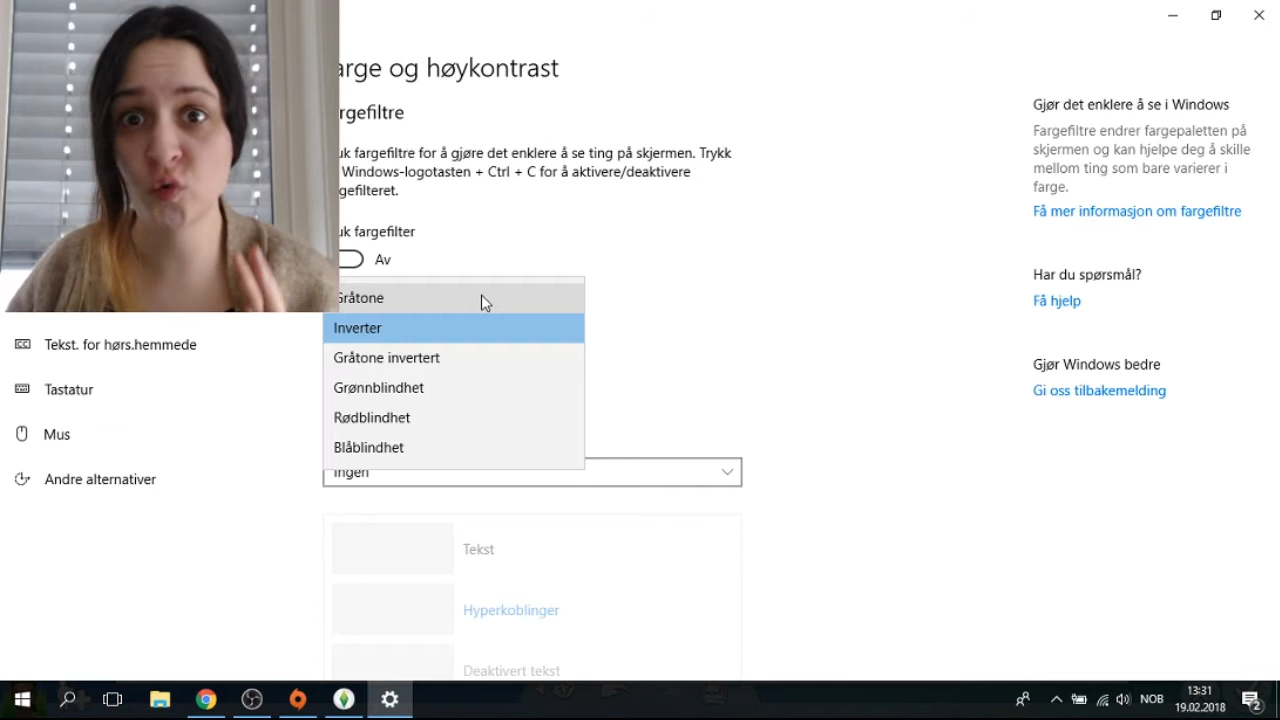 arge og høykontrast
rgefiltre
uk fargefiltre for å gjøre det enklere å se ting på skjermen. Trykk
Windows-logotasten + Ctrl + C for å aktivere/deaktivere
gefilteret.
uk fargefilter
Av
Gråtone
Inverter
Gråtone invertert
Grønnblindhet
Rødblindhet
Blåblindhet
Ingen
Tekst
Hyperkoblinger
Deaktivert tekst
Tekst. for hørs.hemmede
Tastatur
Mus
Andre alternativer
Gjør det enklere å se i Windows
Fargefiltre endrer fargepaletten på
skjermen og kan hjelpe deg å skille
mellom ting som bare varierer i
farge.
Få mer informasjon om fargefiltre
Har du spørsmål?
Få hjelp
Gjør Windows bedre
Gi oss tilbakemelding
NOB
13:31
19.02.2018
2